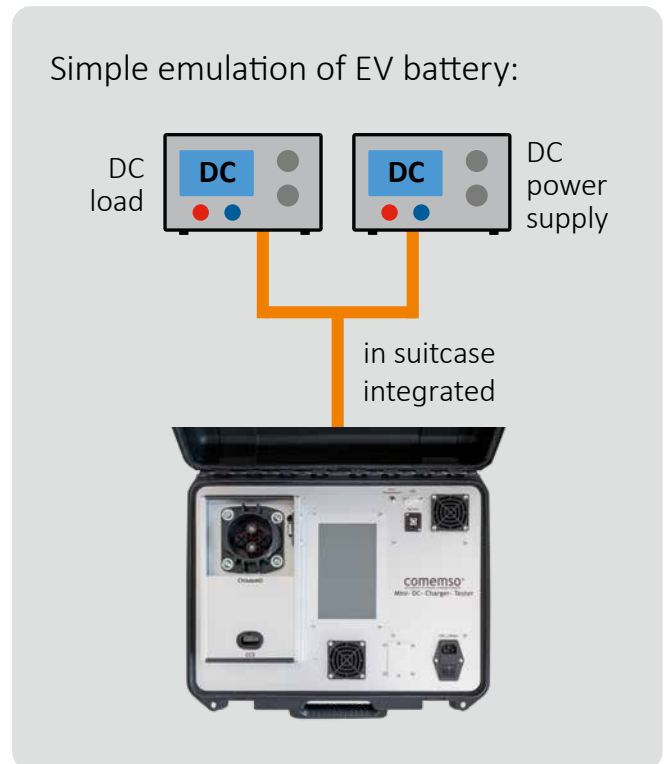 Simple emulation of EV battery:
DC
load
DC
DC
DC
power
supply
in suitcase
integrated
CHAdeMO
comemso
Mini-DC-Charger-Tester
CCS